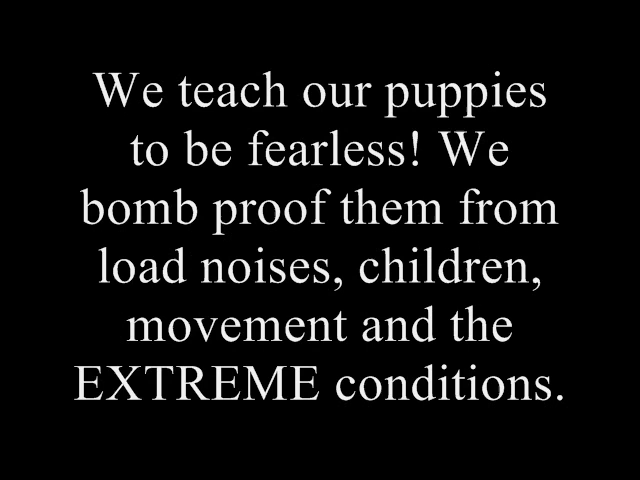 We teach our puppies
to be fearless! We
bomb proof them from
load noises, children,
movement and the
EXTREME conditions.